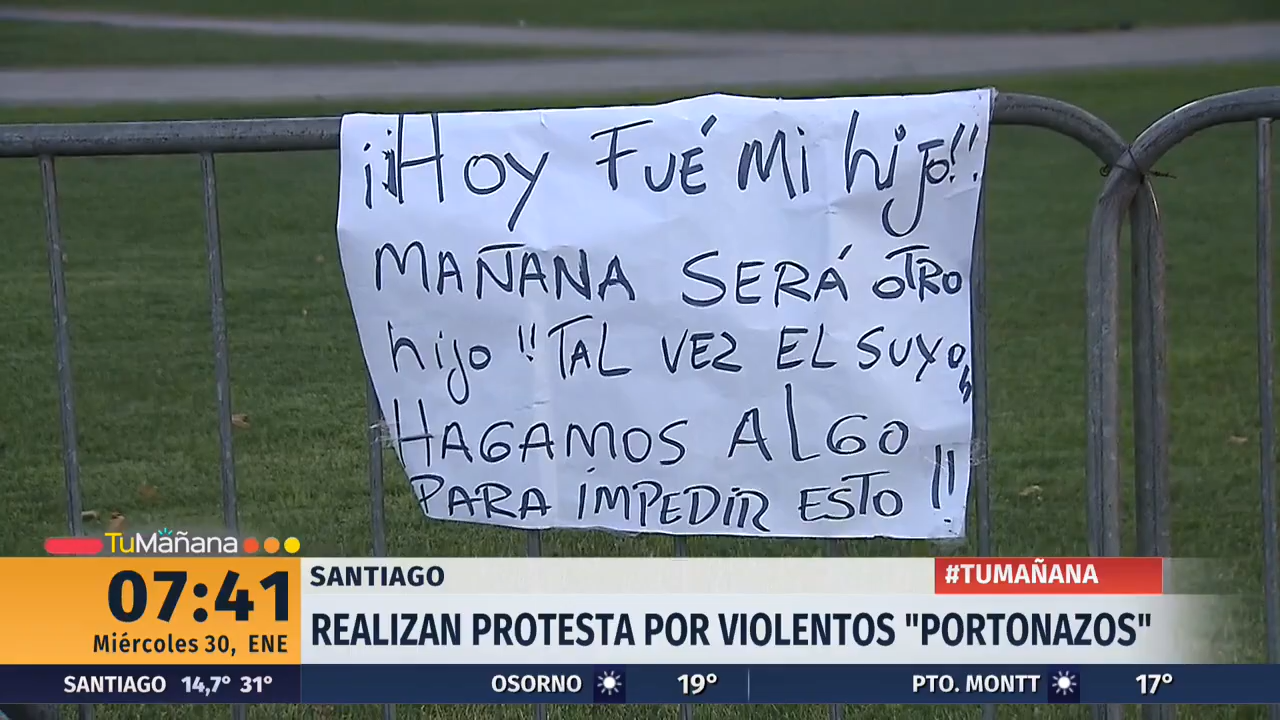 ¡¡Hoy FUÉ Mi hiJo!!
MAÑANA SERÁ OTRO
hijo !! TAL VEZ EL SUYO,
HAGAMOS ALGO
PARA IMPEDIR ESTO !!
TuMañana
07:41
Miércoles 30, ENE
SANTIAGO
#TUMAÑANA
REALIZAN PROTESTA POR VIOLENTOS "PORTONAZOS"
SANTIAGO 14,7° 31°
OSORNO 19°
PTO. MONTT 17°